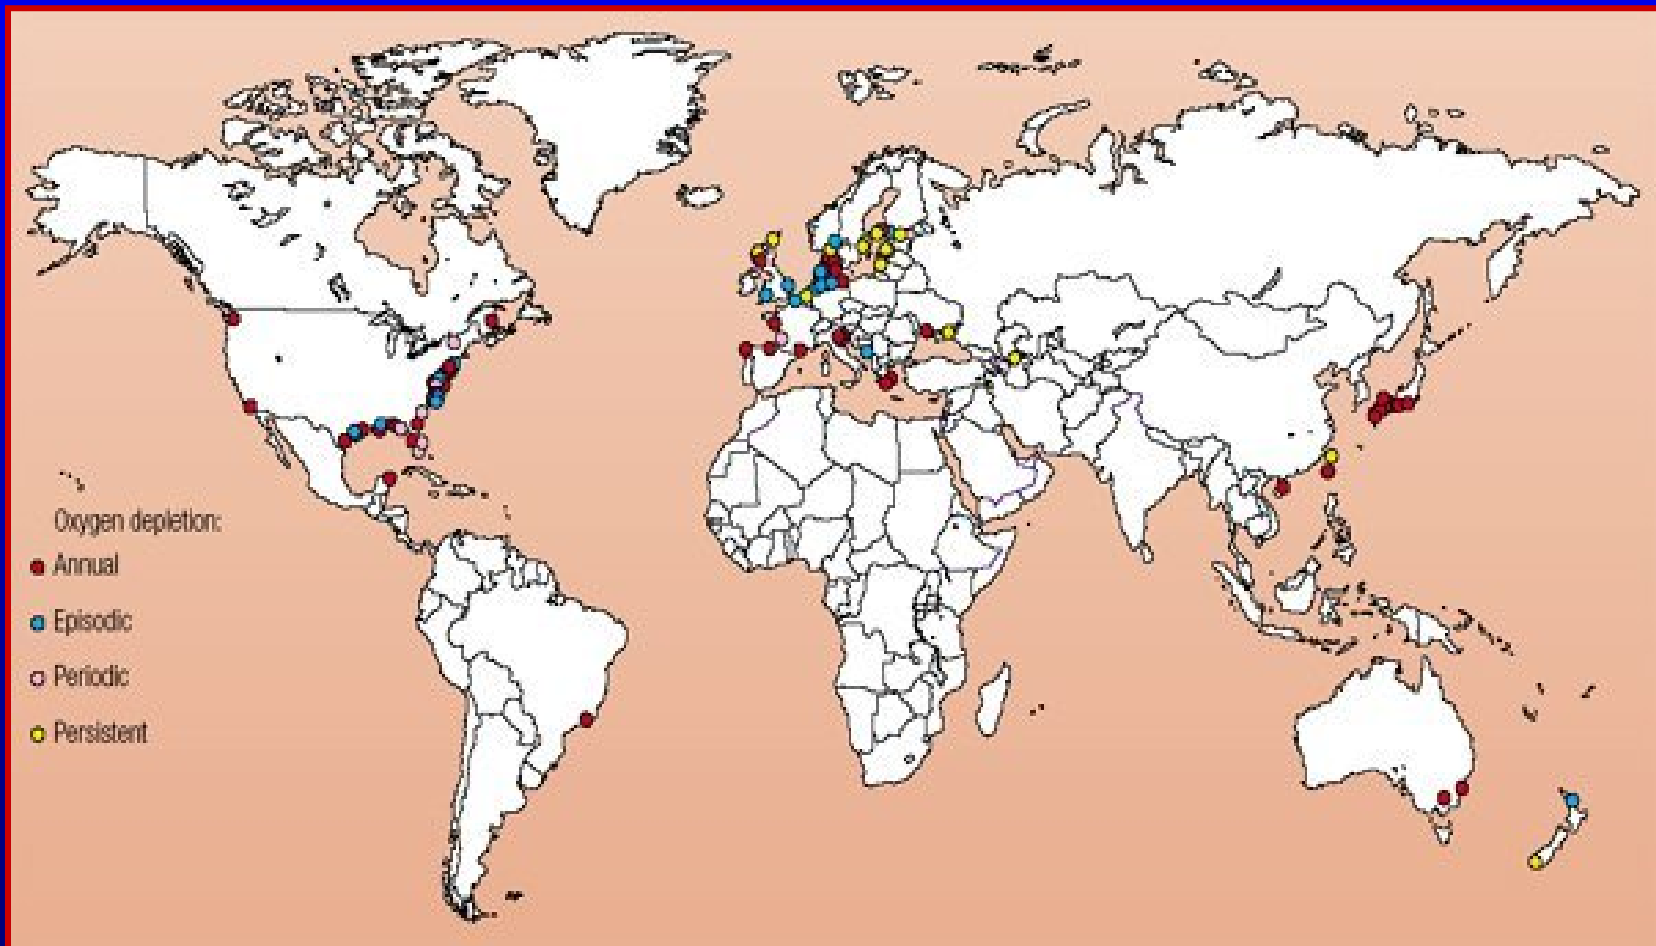 Oxygen depletion:
Annual
Episodic
Periodic
Persistent